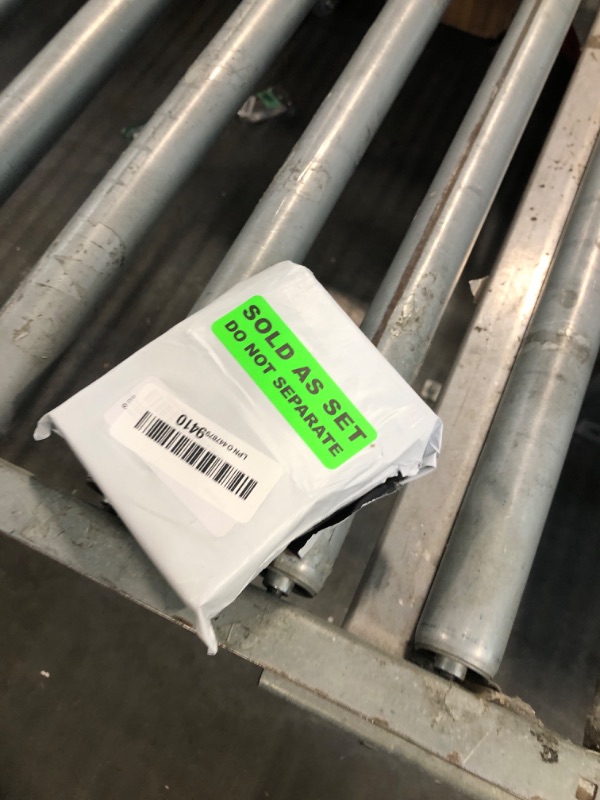 SOLD AS SET
DO NOT SEPARATE
9410